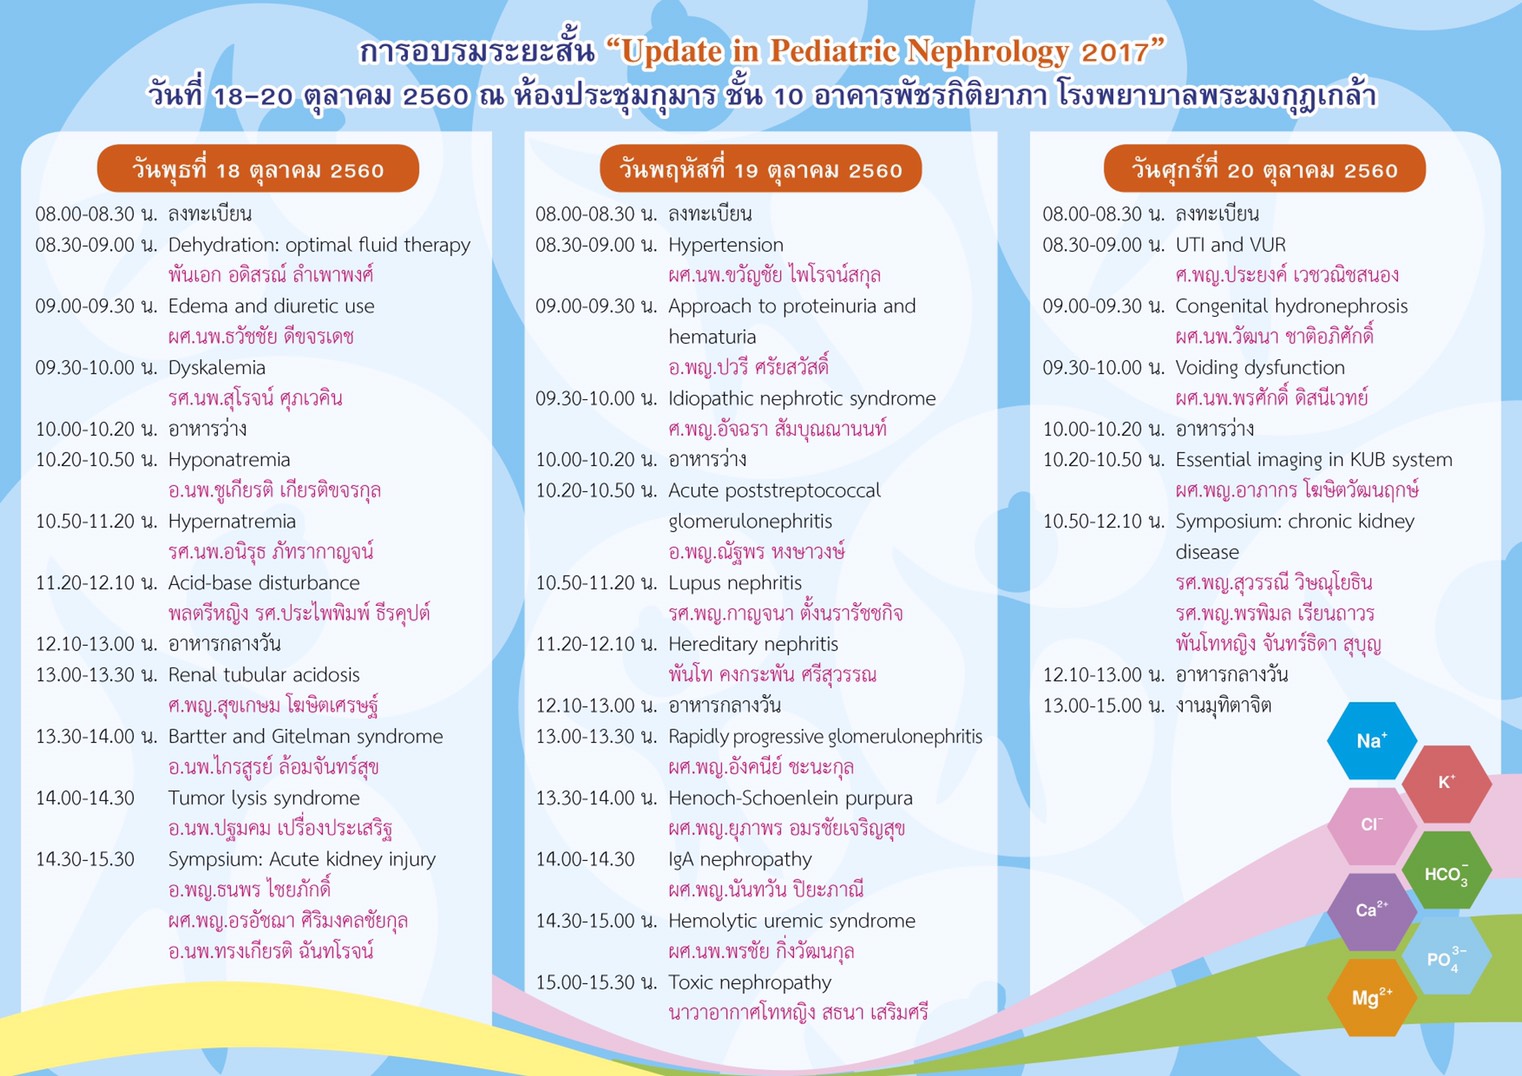 การอบรมระยะสั้น “Update in Pediatric Nephrology 2017”
วันที่ 18-20 ตุลาคม 2560 ณ ห้องประชุมกุมาร ชั้น 10 อาคารพัชรกิติยาภา โรงพยาบาลพระมงกุฎเกล้า
วันพุธที่ 18 ตุลาคม 2560
08.00-08.30 น. ลงทะเบียน
08.30-09.00 น. Dehydration: optimal fluid therapy
พันเอก อดิสรณ์ ลำเพาพงศ์
09.00-09.30 น. Edema and diuretic use
ผศ.นพ.ธวัชชัย ดีขจรเดช
09.30-10.00 น. Dyskalemia
รศ.นพ.สุโรจน์ ศุภเวคิน
10.00-10.20 น. อาหารว่าง
10.20-10.50 น. Hyponatremia
อ.นพ.ชูเกียรติ เกียรติขจรกุล
10.50-11.20 น. Hypernatremia
รศ.นพ.อนิรุธ ภัทรากาญจน์
11.20-12.10 น. Acid-base disturbance
พลตรีหญิง รศ.ประไพพิมพ์ ธีรคุปต์
12.10-13.00 น. อาหารกลางวัน
13.00-13.30 น. Renal tubular acidosis
ศ.พญ.สุขเกษม โฆษิตเศรษฐ์
13.30-14.00 น. Bartter and Gitelman syndrome
อ.นพ.ไกรสูรย์ ล้อมจันทร์สุข
14.00-14.30 Tumor lysis syndrome
อ.นพ.ปฐมคม เปรื่องประเสริฐ
14.30-15.30 Sympsium: Acute kidney injury
อ.พญ.ธนพร ไชยภักดิ์
ผศ.พญ.อรอัชฌา ศิริมงคลชัยกุล
อ.นพ.ทรงเกียรติ ฉันทโรจน์
วันพฤหัสที่ 19 ตุลาคม 2560
08.00-08.30 น. ลงทะเบียน
08.30-09.00 น. Hypertension
ผศ.นพ.ขวัญชัย ไพโรจน์สกุล
09.00-09.30 น. Approach to proteinuria and
hematuria
อ.พญ.ปวรี ศรัยสวัสดิ์
09.30-10.00 น. Idiopathic nephrotic syndrome
ศ.พญ.อัจฉรา สัมบุณณานนท์
10.00-10.20 น. อาหารว่าง
10.20-10.50 น. Acute poststreptococcal
glomerulonephritis
อ.พญ.ณัฐพร หงษาวงษ์
10.50-11.20 น. Lupus nephritis
รศ.พญ.กาญจนา ตั้งนรารัชชกิจ
11.20-12.10 น. Hereditary nephritis
พันโท คงกระพัน ศรีสุวรรณ
12.10-13.00 น. อาหารกลางวัน
13.00-13.30 น. Rapidly progressive glomerulonephritis
ผศ.พญ.อังคนีย์ ชะนะกุล
13.30-14.00 น. Henoch-Schoenlein purpura
ผศ.พญ.ยุภาพร อมรชัยเจริญสุข
14.00-14.30 IgA nephropathy
ผศ.พญ.นันทวัน ปิยะภาณี
14.30-15.00 น. Hemolytic uremic syndrome
ผศ.นพ.พรชัย กิ่งวัฒนกุล
15.00-15.30 น. Toxic nephropathy
นาวาอากาศโทหญิง สธนา เสริมศรี
วันศุกร์ที่ 20 ตุลาคม 2560
08.00-08.30 น. ลงทะเบียน
08.30-09.00 น. UTI and VUR
ศ.พญ.ประยงค์ เวชวณิชสนอง
09.00-09.30 น. Congenital hydronephrosis
ผศ.นพ.วัฒนา ชาติอภิศักดิ์
09.30-10.00 น. Voiding dysfunction
ผศ.นพ.พรศักดิ์ ดิสนีเวทย์
10.00-10.20 น. อาหารว่าง
10.20-10.50 น. Essential imaging in KUB system
ผศ.พญ.อาภากร โฆษิตวัฒนฤกษ์
10.50-12.10 น. Symposium: chronic kidney
disease
รศ.พญ.สุวรรณี วิษณุโยธิน
รศ.พญ.พรพิมล เรียนถาวร
พันโทหญิง จันทร์ธิดา สุบุญ
12.10-13.00 น. อาหารกลางวัน
13.00-15.00 น. งานมุทิตาจิต
Na⁺
K⁺
Cl⁻
HCO₃⁻
Ca²⁺
PO₄³⁻
Mg²⁺